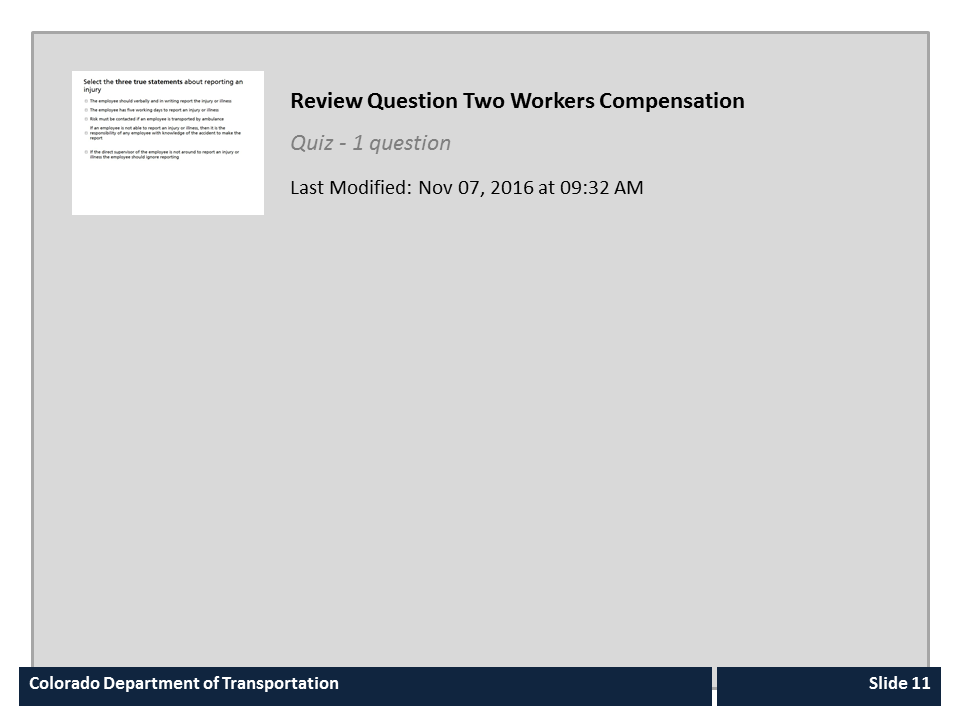 Select the three true statements about reporting an
injury
The employee should verbally and in writing report the injury or illness
The employee has five working days to report an injury or illness
Risk must be contacted if an employee is transported by ambulance
If an employee is not able to report an injury or illness, then it is the
responsibility of any employee with knowledge of the accident to make the
report
If the direct supervisor of the employee is not around to report an injury or
illness the employee should ignore reporting
Review Question Two Workers Compensation
Quiz - 1 question
Last Modified: Nov 07, 2016 at 09:32 AM
Colorado Department of Transportation
Slide 11